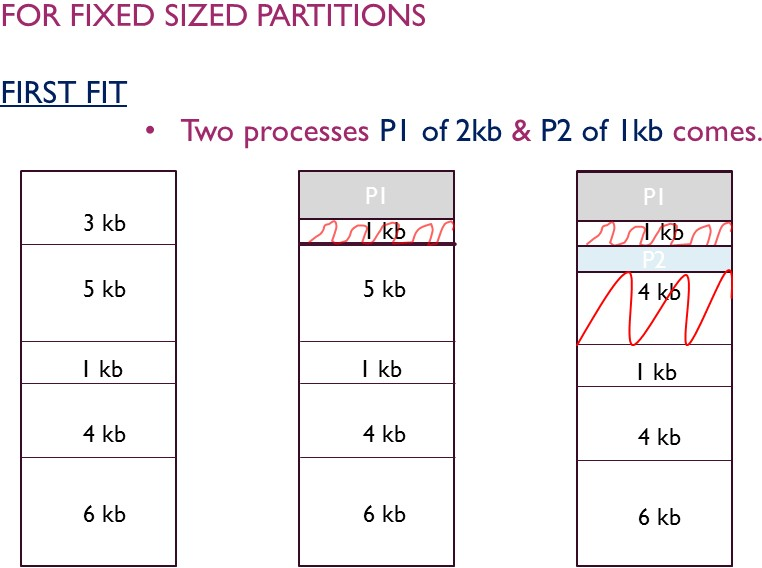 FOR FIXED SIZED PARTITIONS
FIRST FIT
• Two processes P1 of 2kb & P2 of 1kb comes.
3 kb
5 kb
1 kb
4 kb
6 kb
P1
1 kb
5 kb
1 kb
4 kb
6 kb
P1
1 kb
P2
4 kb
1 kb
4 kb
6 kb